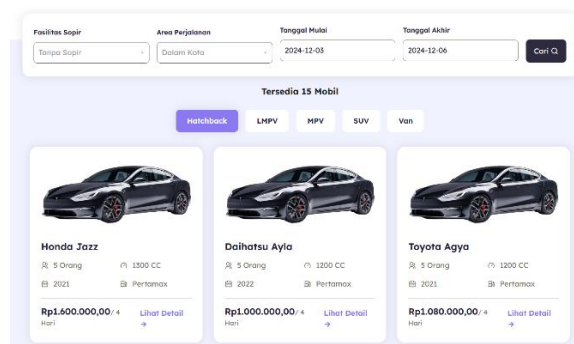 Fasilitas Sopir Area Perjalanan Tanggal Mulai Tanggal Akhir
Tanpa Sopir Dalam Kota 2024-12-03 2024-12-06 Cari
Tersedia 15 Mobil
Hatchback LMPV MPV SUV Van
Honda Jazz Daihatsu Ayla Toyota Agya
5 Orang 1300 CC 5 Orang 1200 CC 5 Orang 1200 CC
2021 Pertamax 2022 Pertamax 2021 Pertamax
Rp1.600.000,00/ 4 Lihat Detail Rp1.000.000,00/ 4 Lihat Detail Rp1.080.000,00/ 4 Lihat Detail
Hari → Hari → Hari →